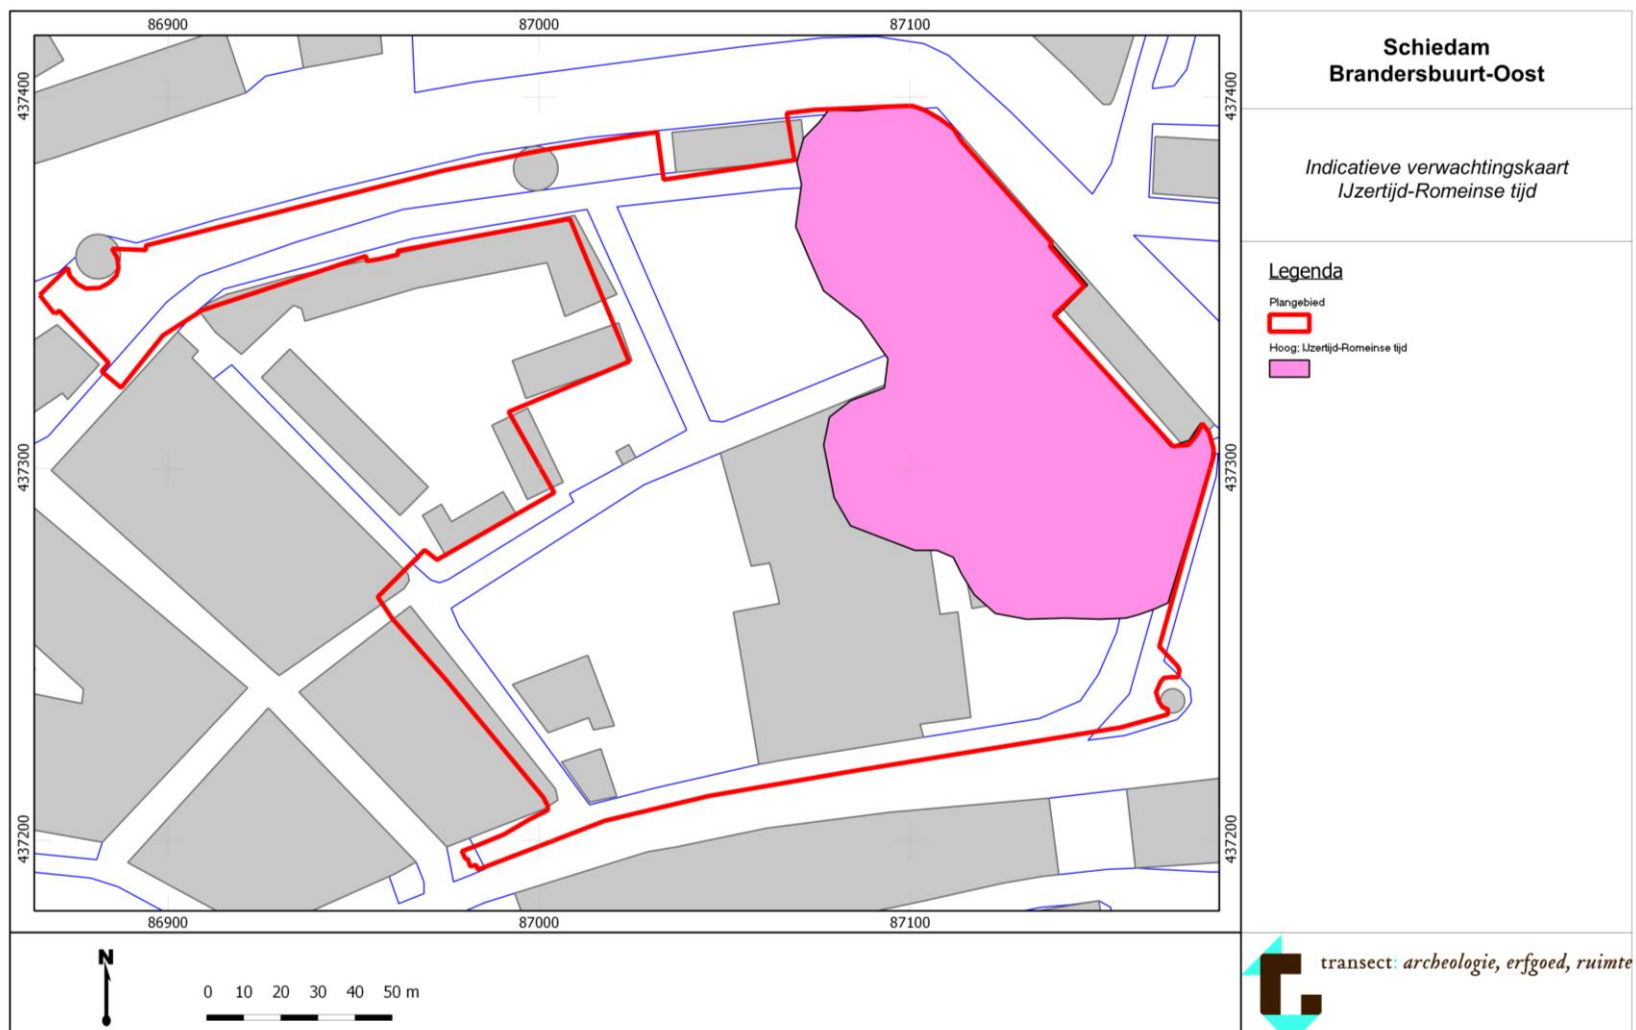 86900 87000 87100
437400 437400
437300 437300
437200 437200
86900 87000 87100
Schiedam
Brandersbuurt-Oost
Indicatieve verwachtingskaart
IJzertijd-Romeinse tijd
Legenda
Plangebied
Hoog; IJzertijd-Romeinse tijd
N
0 10 20 30 40 50 m
transect: archeologie, erfgoed, ruimte